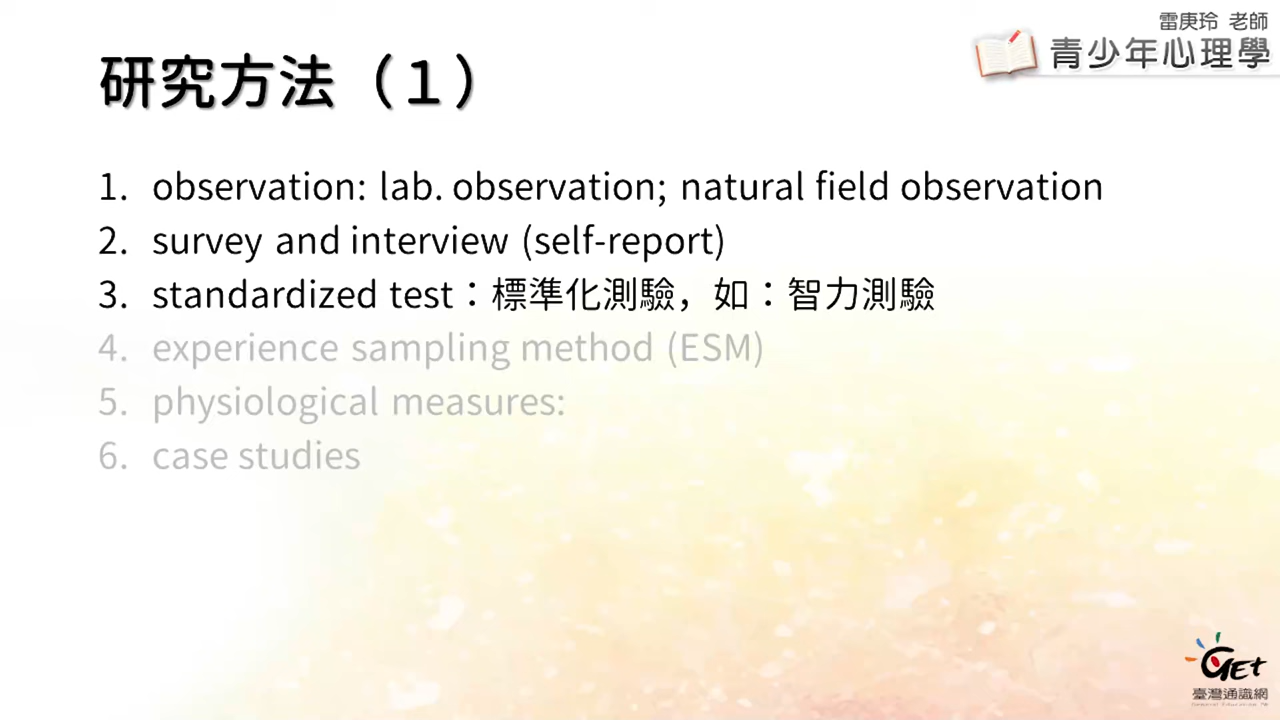 雷庚玲 老師
青少年心理學
研究方法（1）
1. observation: lab. observation; natural field observation
2. survey and interview (self-report)
3. standardized test：標準化測驗，如：智力測驗
4. experience sampling method (ESM)
5. physiological measures:
6. case studies
GET
臺灣通識網